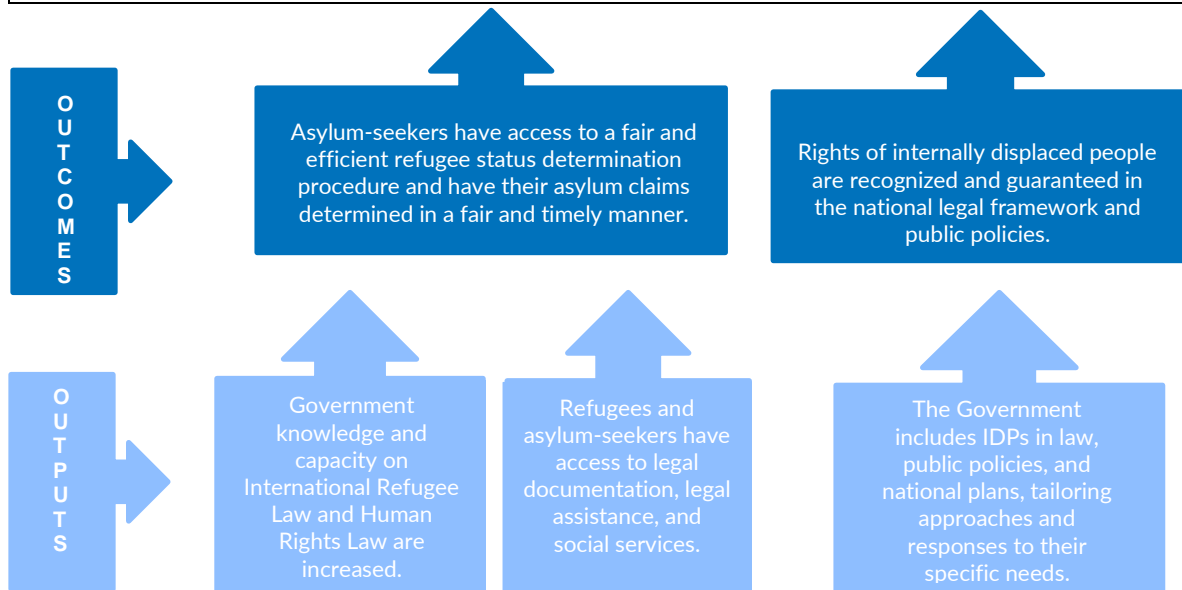 OUTCOMES
Asylum-seekers have access to a fair and
efficient refugee status determination
procedure and have their asylum claims
determined in a fair and timely manner.
Rights of internally displaced people
are recognized and guaranteed in
the national legal framework and
public policies.
OUTPUTS
Government
knowledge and
capacity on
International Refugee
Law and Human
Rights Law are
increased.
Refugees and
asylum-seekers have
access to legal
documentation, legal
assistance, and
social services.
The Government
includes IDPs in law,
public policies, and
national plans, tailoring
approaches and
responses to their
specific needs.